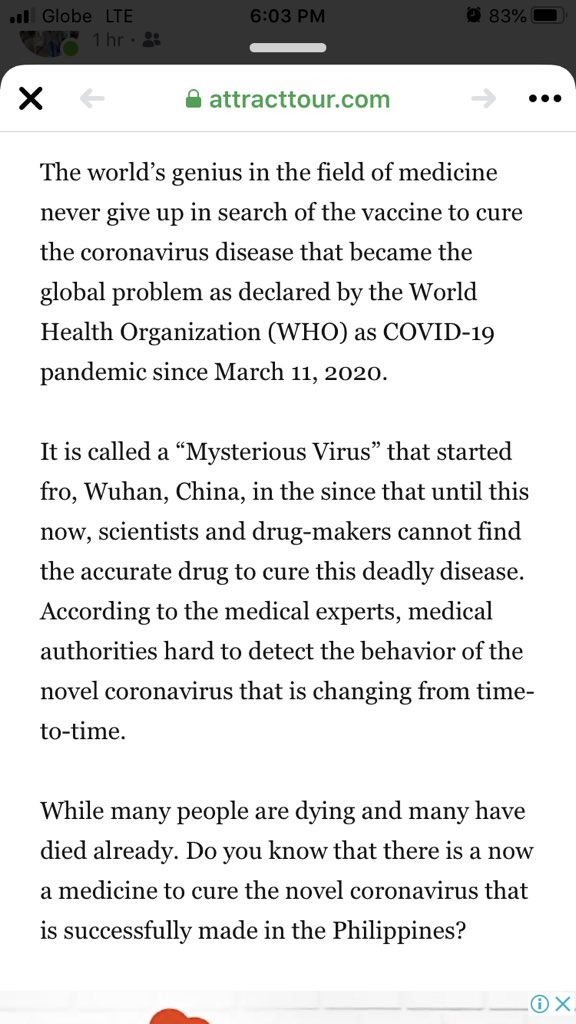 Globe LTE 6:03 PM 83%
1 hr ·
attracttour.com
The world’s genius in the field of medicine
never give up in search of the vaccine to cure
the coronavirus disease that became the
global problem as declared by the World
Health Organization (WHO) as COVID-19
pandemic since March 11, 2020.
It is called a “Mysterious Virus” that started
fro, Wuhan, China, in the since that until this
now, scientists and drug-makers cannot find
the accurate drug to cure this deadly disease.
According to the medical experts, medical
authorities hard to detect the behavior of the
novel coronavirus that is changing from time-
to-time.
While many people are dying and many have
died already. Do you know that there is a now
a medicine to cure the novel coronavirus that
is successfully made in the Philippines?